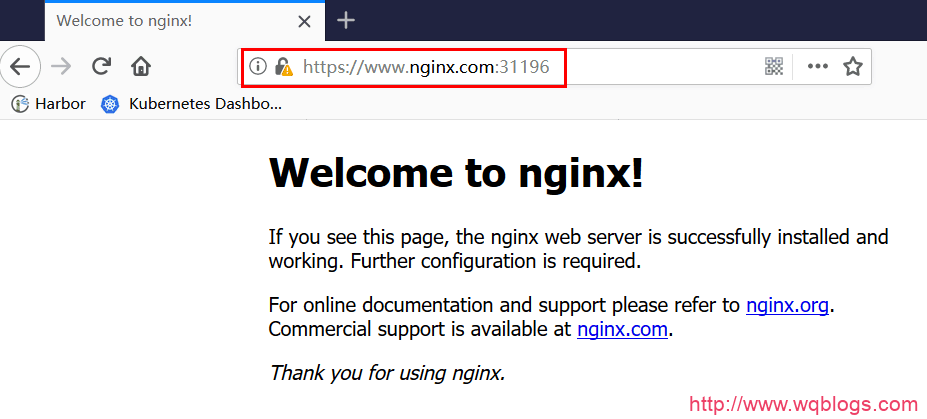 Welcome to nginx!
https://www.nginx.com:31196
Harbor
Kubernetes Dashbo...
Welcome to nginx!
If you see this page, the nginx web server is successfully installed and
working. Further configuration is required.
For online documentation and support please refer to nginx.org.
Commercial support is available at nginx.com.
Thank you for using nginx.
http://www.wqblogs.com